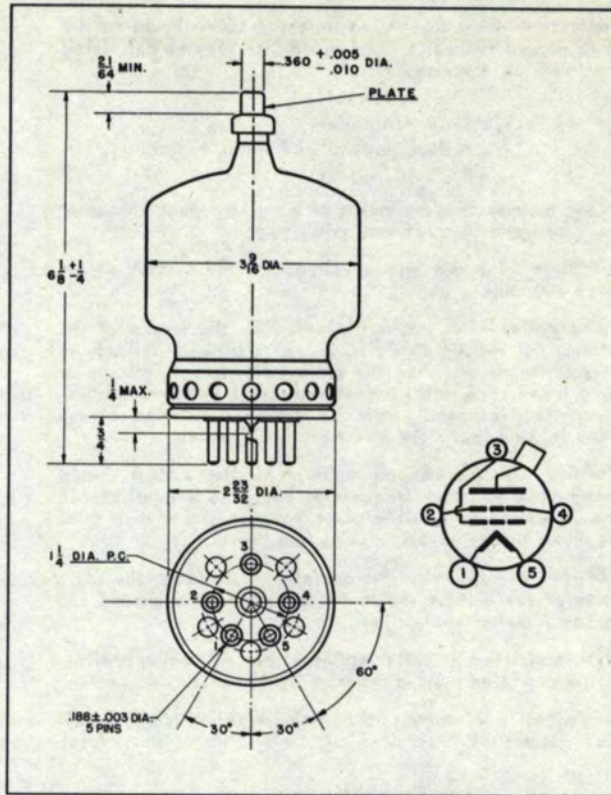 21/64 MIN.
.360 + .005 - .010 DIA.
PLATE
6 1/8 ± 1/4
3 9/16 DIA.
1/4 MAX.
3/4
2 23/32 DIA.
1 1/4 DIA. P.C.
3
2
4
1
5
60°
.188±.003 DIA.
5 PINS
30°
30°
3
2
4
1
5